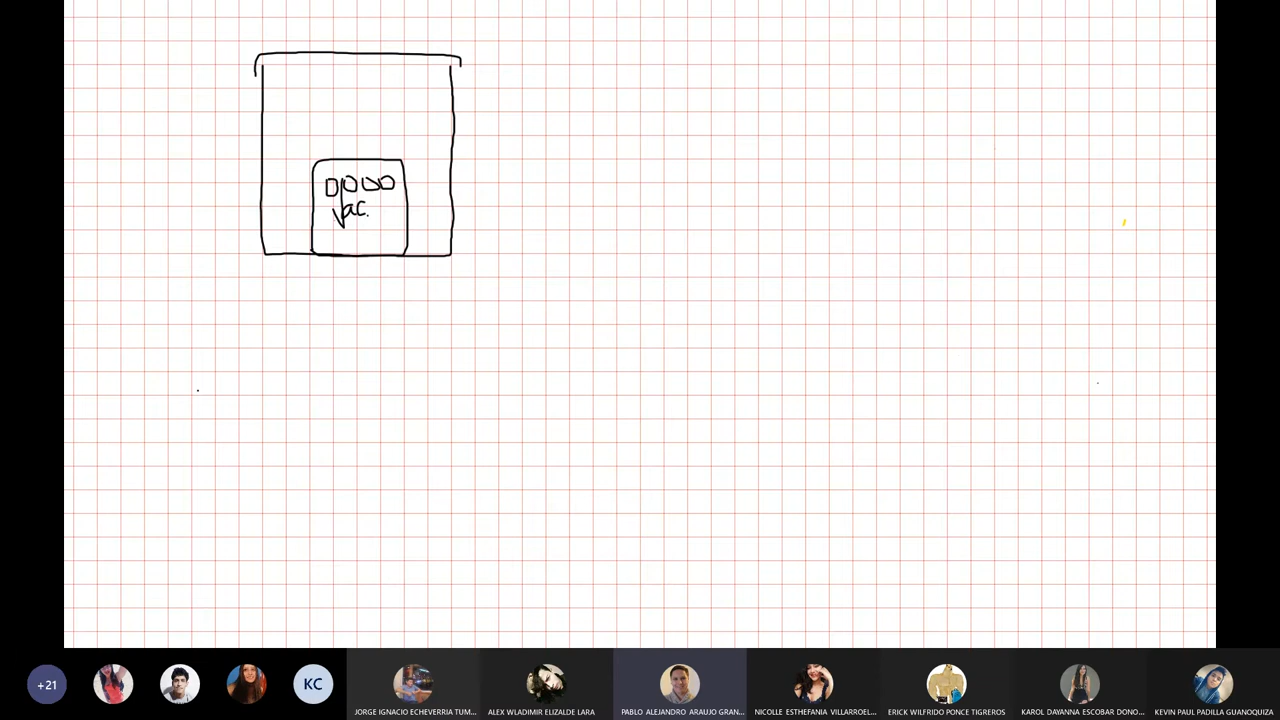 Vac.
+21
KC
JORGE IGNACIO ECHEVERRIA TUM...
ALEX WLADIMIR ELIZALDE LARA
PABLO ALEJANDRO ARAUJO GRAN...
NICOLLE ESTHEFANIA VILLARROEL...
ERICK WILFRIDO PONCE TIGREROS
KAROL DAYANNA ESCOBAR DONO...
KEVIN PAUL PADILLA GUANOQUIZA